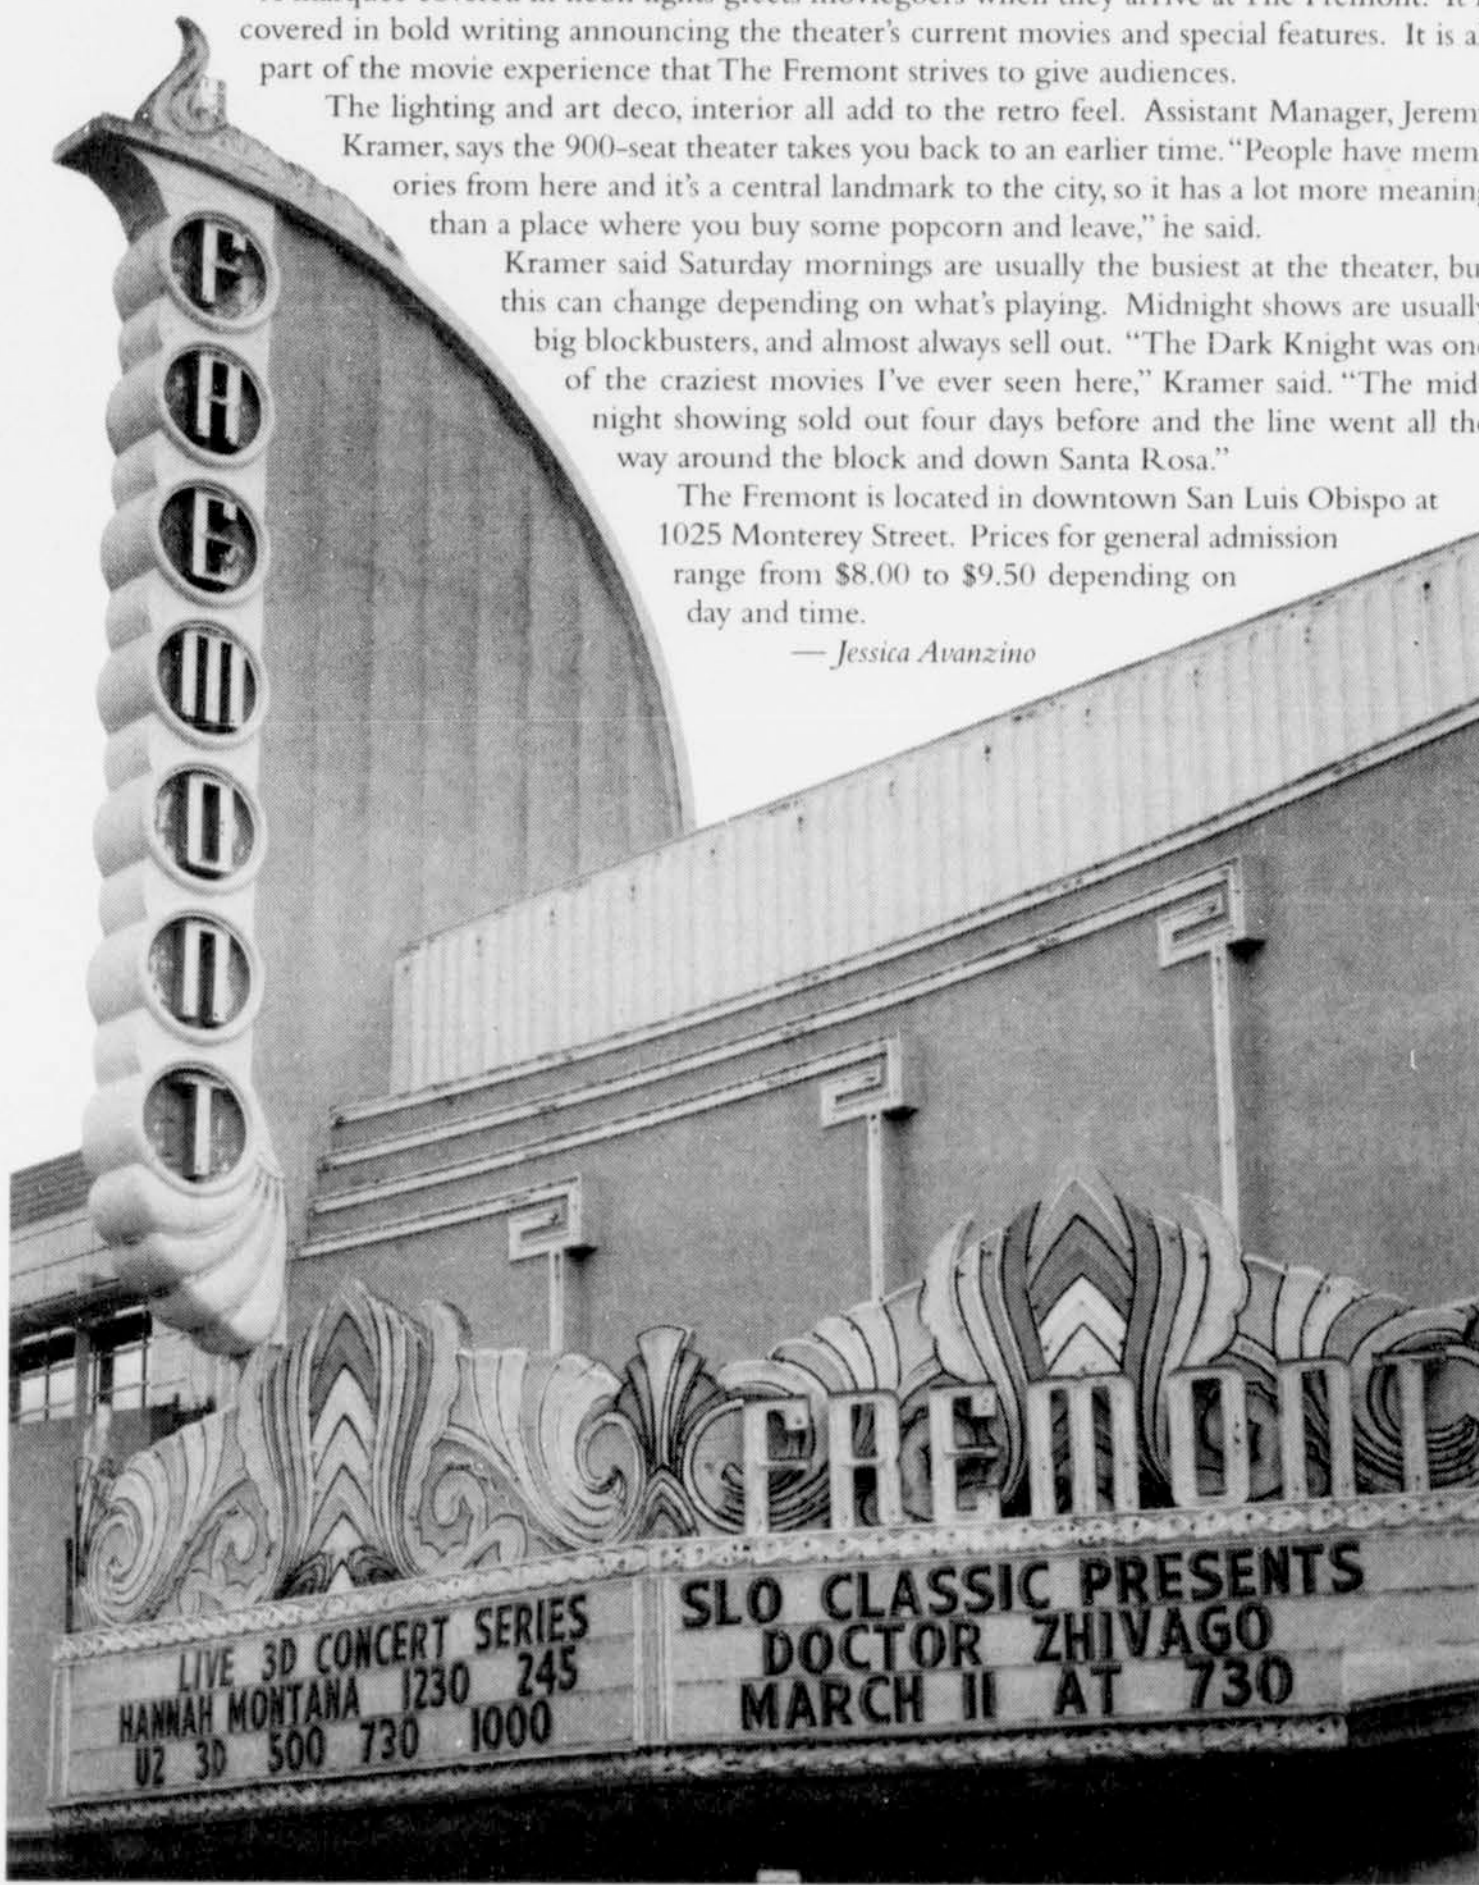 covered in bold writing announcing the theater's current movies and special features. It is a
part of the movie experience that The Fremont strives to give audiences.
The lighting and art deco, interior all add to the retro feel. Assistant Manager, Jerem
Kramer, says the 900-seat theater takes you back to an earlier time. "People have mem
ories from here and it's a central landmark to the city, so it has a lot more meanin
than a place where you buy some popcorn and leave," he said.
Kramer said Saturday mornings are usually the busiest at the theater, bu
this can change depending on what's playing. Midnight shows are usuall
big blockbusters, and almost always sell out. "The Dark Knight was on
of the craziest movies I've ever seen here," Kramer said. "The mid-
night showing sold out four days before and the line went all th
way around the block and down Santa Rosa."
The Fremont is located in downtown San Luis Obispo at
1025 Monterey Street. Prices for general admission
range from $8.00 to $9.50 depending on
day and time.
— Jessica Avanzino
FREMONT
FREMONT
LIVE 3D CONCERT SERIES
HANNAH MONTANA 1230 245
U2 3D 500 730 1000
SLO CLASSIC PRESENTS
DOCTOR ZHIVAGO
MARCH 11 AT 730